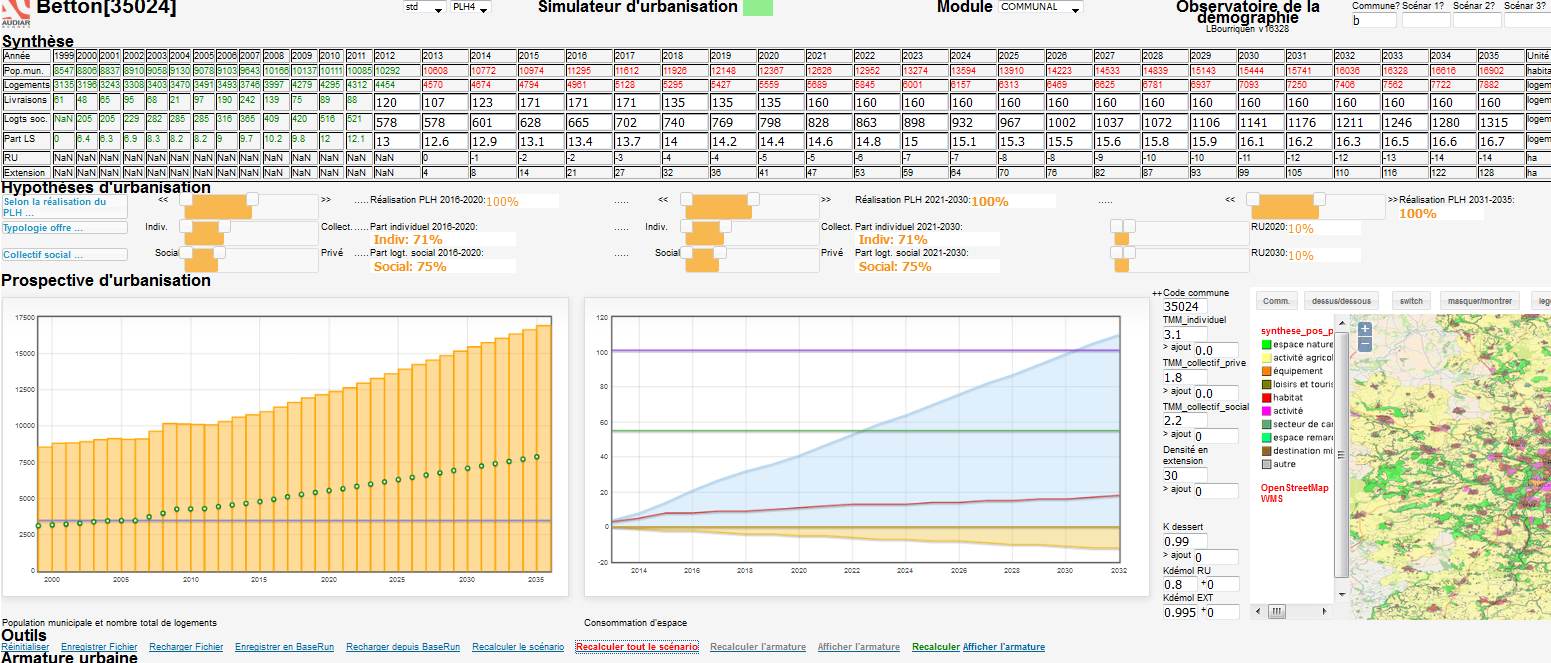 Betton[35024]
AUDIAR
RENNES
std PLH4 Simulateur d'urbanisation Module COMMUNAL Observatoire de la démographie
LBourriquen v16328
Commune? Scénar 1? Scénar 2? Scénar 3?
b
Synthèse
Année 1999 2000 2001 2002 2003 2004 2005 2006 2007 2008 2009 2010 2011 2012 2013 2014 2015 2016 2017 2018 2019 2020 2021 2022 2023 2024 2025 2026 2027 2028 2029 2030 2031 2032 2033 2034 2035 Unité
Pop.mun. 8547 8806 8837 8910 9058 9130 9078 9103 9643 10166 10137 10111 10085 10292 10608 10772 10974 11295 11612 11926 12148 12367 12626 12952 13274 13594 13910 14223 14533 14839 15143 15444 15741 16036 16328 16616 16902 habita
Logements 3135 3196 3243 3308 3403 3470 3491 3493 3746 3997 4279 4295 4312 4454 4570 4674 4794 4961 5128 5295 5427 5559 5689 5845 6001 6157 6313 6469 6625 6781 6937 7093 7250 7406 7562 7722 7882 logem
Livraisons 61 48 65 95 68 21 97 190 242 139 75 89 88 120 107 123 171 171 171 135 135 135 160 160 160 160 160 160 160 160 160 160 160 160 160 160 160 logem
Logts soc. NaN 205 205 229 282 285 285 316 365 409 420 516 521 578 578 601 628 665 702 740 769 798 828 863 898 932 967 1002 1037 1072 1106 1141 1176 1211 1246 1280 1315 logem
Part LS 0 6.4 6.3 6.9 8.3 8.2 8.2 9 9.7 10.2 9.8 12 12.1 13 12.6 12.9 13.1 13.4 13.7 14 14.2 14.4 14.6 14.8 15 15.1 15.3 15.5 15.6 15.8 15.9 16.1 16.2 16.3 16.5 16.6 16.7 logem
RU NaN NaN NaN NaN NaN NaN NaN NaN NaN NaN NaN NaN NaN NaN 0 -1 -2 -2 -3 -4 -4 -5 -5 -6 -7 -7 -8 -8 -9 -10 -10 -11 -12 -12 -13 -14 -14 ha
Extension NaN NaN NaN NaN NaN NaN NaN NaN NaN NaN NaN NaN NaN NaN 4 8 14 21 27 32 36 41 47 53 59 64 70 76 82 87 93 99 105 110 116 122 128 ha
Hypothèses d'urbanisation
Selon la réalisation du PLH ... << >> ..... Réalisation PLH 2016-2020: 100% ..... << >> Réalisation PLH 2021-2030: 100% ..... << >> Réalisation PLH 2031-2035: 100%
Typologie offre ... Indiv. Collect. ..... Part individuel 2016-2020: Indiv: 71% ..... Indiv. Collect. Part individuel 2021-2030: Indiv: 71% RU2020: 10%
Collectif social ... Social Privé ..... Part logt. social 2016-2020: Social: 75% ..... Social Privé Part logt. social 2021-2030: Social: 75% RU2030: 10%
Prospective d'urbanisation
17500
15000
12500
10000
7500
5000
2500
0
2000 2005 2010 2015 2020 2025 2030 2035
Population municipale et nombre total de logements
120
100
80
60
40
20
0
-20
2014 2016 2018 2020 2022 2024 2026 2028 2030 2032
Consommation d'espace
++ Code commune
35024
TMM_individuel
3.1
> ajout 0.0
TMM_collectif_prive
1.8
> ajout 0.0
TMM_collectif_social
2.2
> ajout 0
Densité en extension
30
> ajout 0
K dessert
0.99
> ajout 0
Kdémol RU
0.8 +0
Kdémol EXT
0.995 +0
Comm. dessus/dessous switch masquer/montrer
synthese_pos_p
espace nature
activité agricol
équipement
loisirs et touris
habitat
activité
secteur de car
espace remarc
destination mi
autre
OpenStreetMap
WMS
+
−
Outils
Réinitialiser Enregistrer Fichier Recharger Fichier Enregistrer en BaseRun Recharger depuis BaseRun Recalculer le scénario Recalculer tout le scénario Recalculer l'armature Afficher l'armature Recalculer Afficher l'armature
Armature urbaine